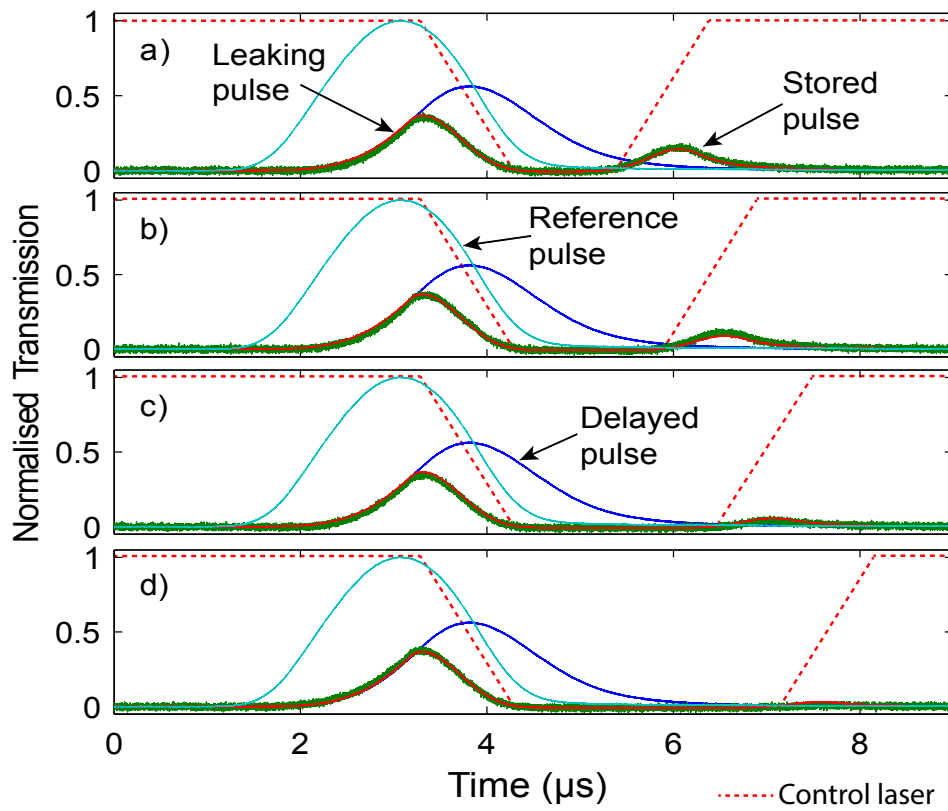 1
a)
Leaking
pulse
Stored
pulse
0.5
0
1
b)
Reference
pulse
0.5
0
1
c)
Delayed
pulse
0.5
0
1
d)
0.5
0
Normalised Transmission
0 2 4 6 8
Time (μs)
Control laser